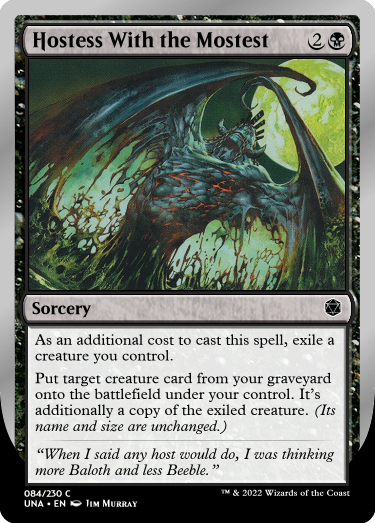 Hostess With the Mostest 2
Sorcery
As an additional cost to cast this spell, exile a
creature you control.
Put target creature card from your graveyard
onto the battlefield under your control. It's
additionally a copy of the exiled creature. (Its
name and size are unchanged.)
"When I said any host would do, I was thinking
more Baloth and less Beeble."
084/230 C
UNA • EN Jim Murray
™ & 2022 Wizards of the Coast